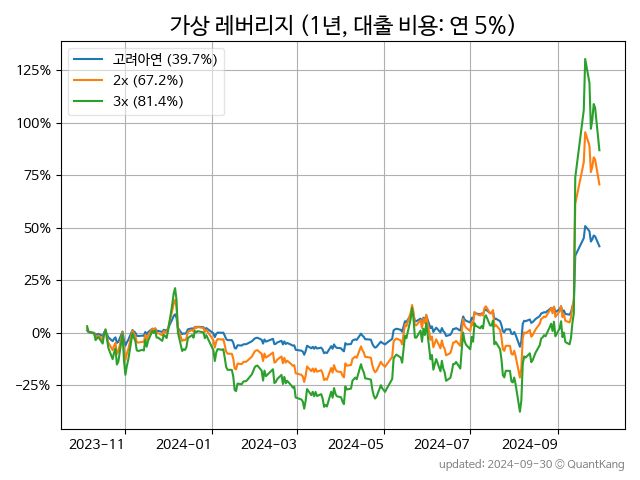 가상 레버리지 (1년, 대출 비용: 연 5%)
고려아연 (39.7%)
2x (67.2%)
3x (81.4%)
125%
100%
75%
50%
25%
0%
−25%
2023−11
2024−01
2024−03
2024−05
2024−07
2024−09
updated: 2024-09-30 © QuantKang